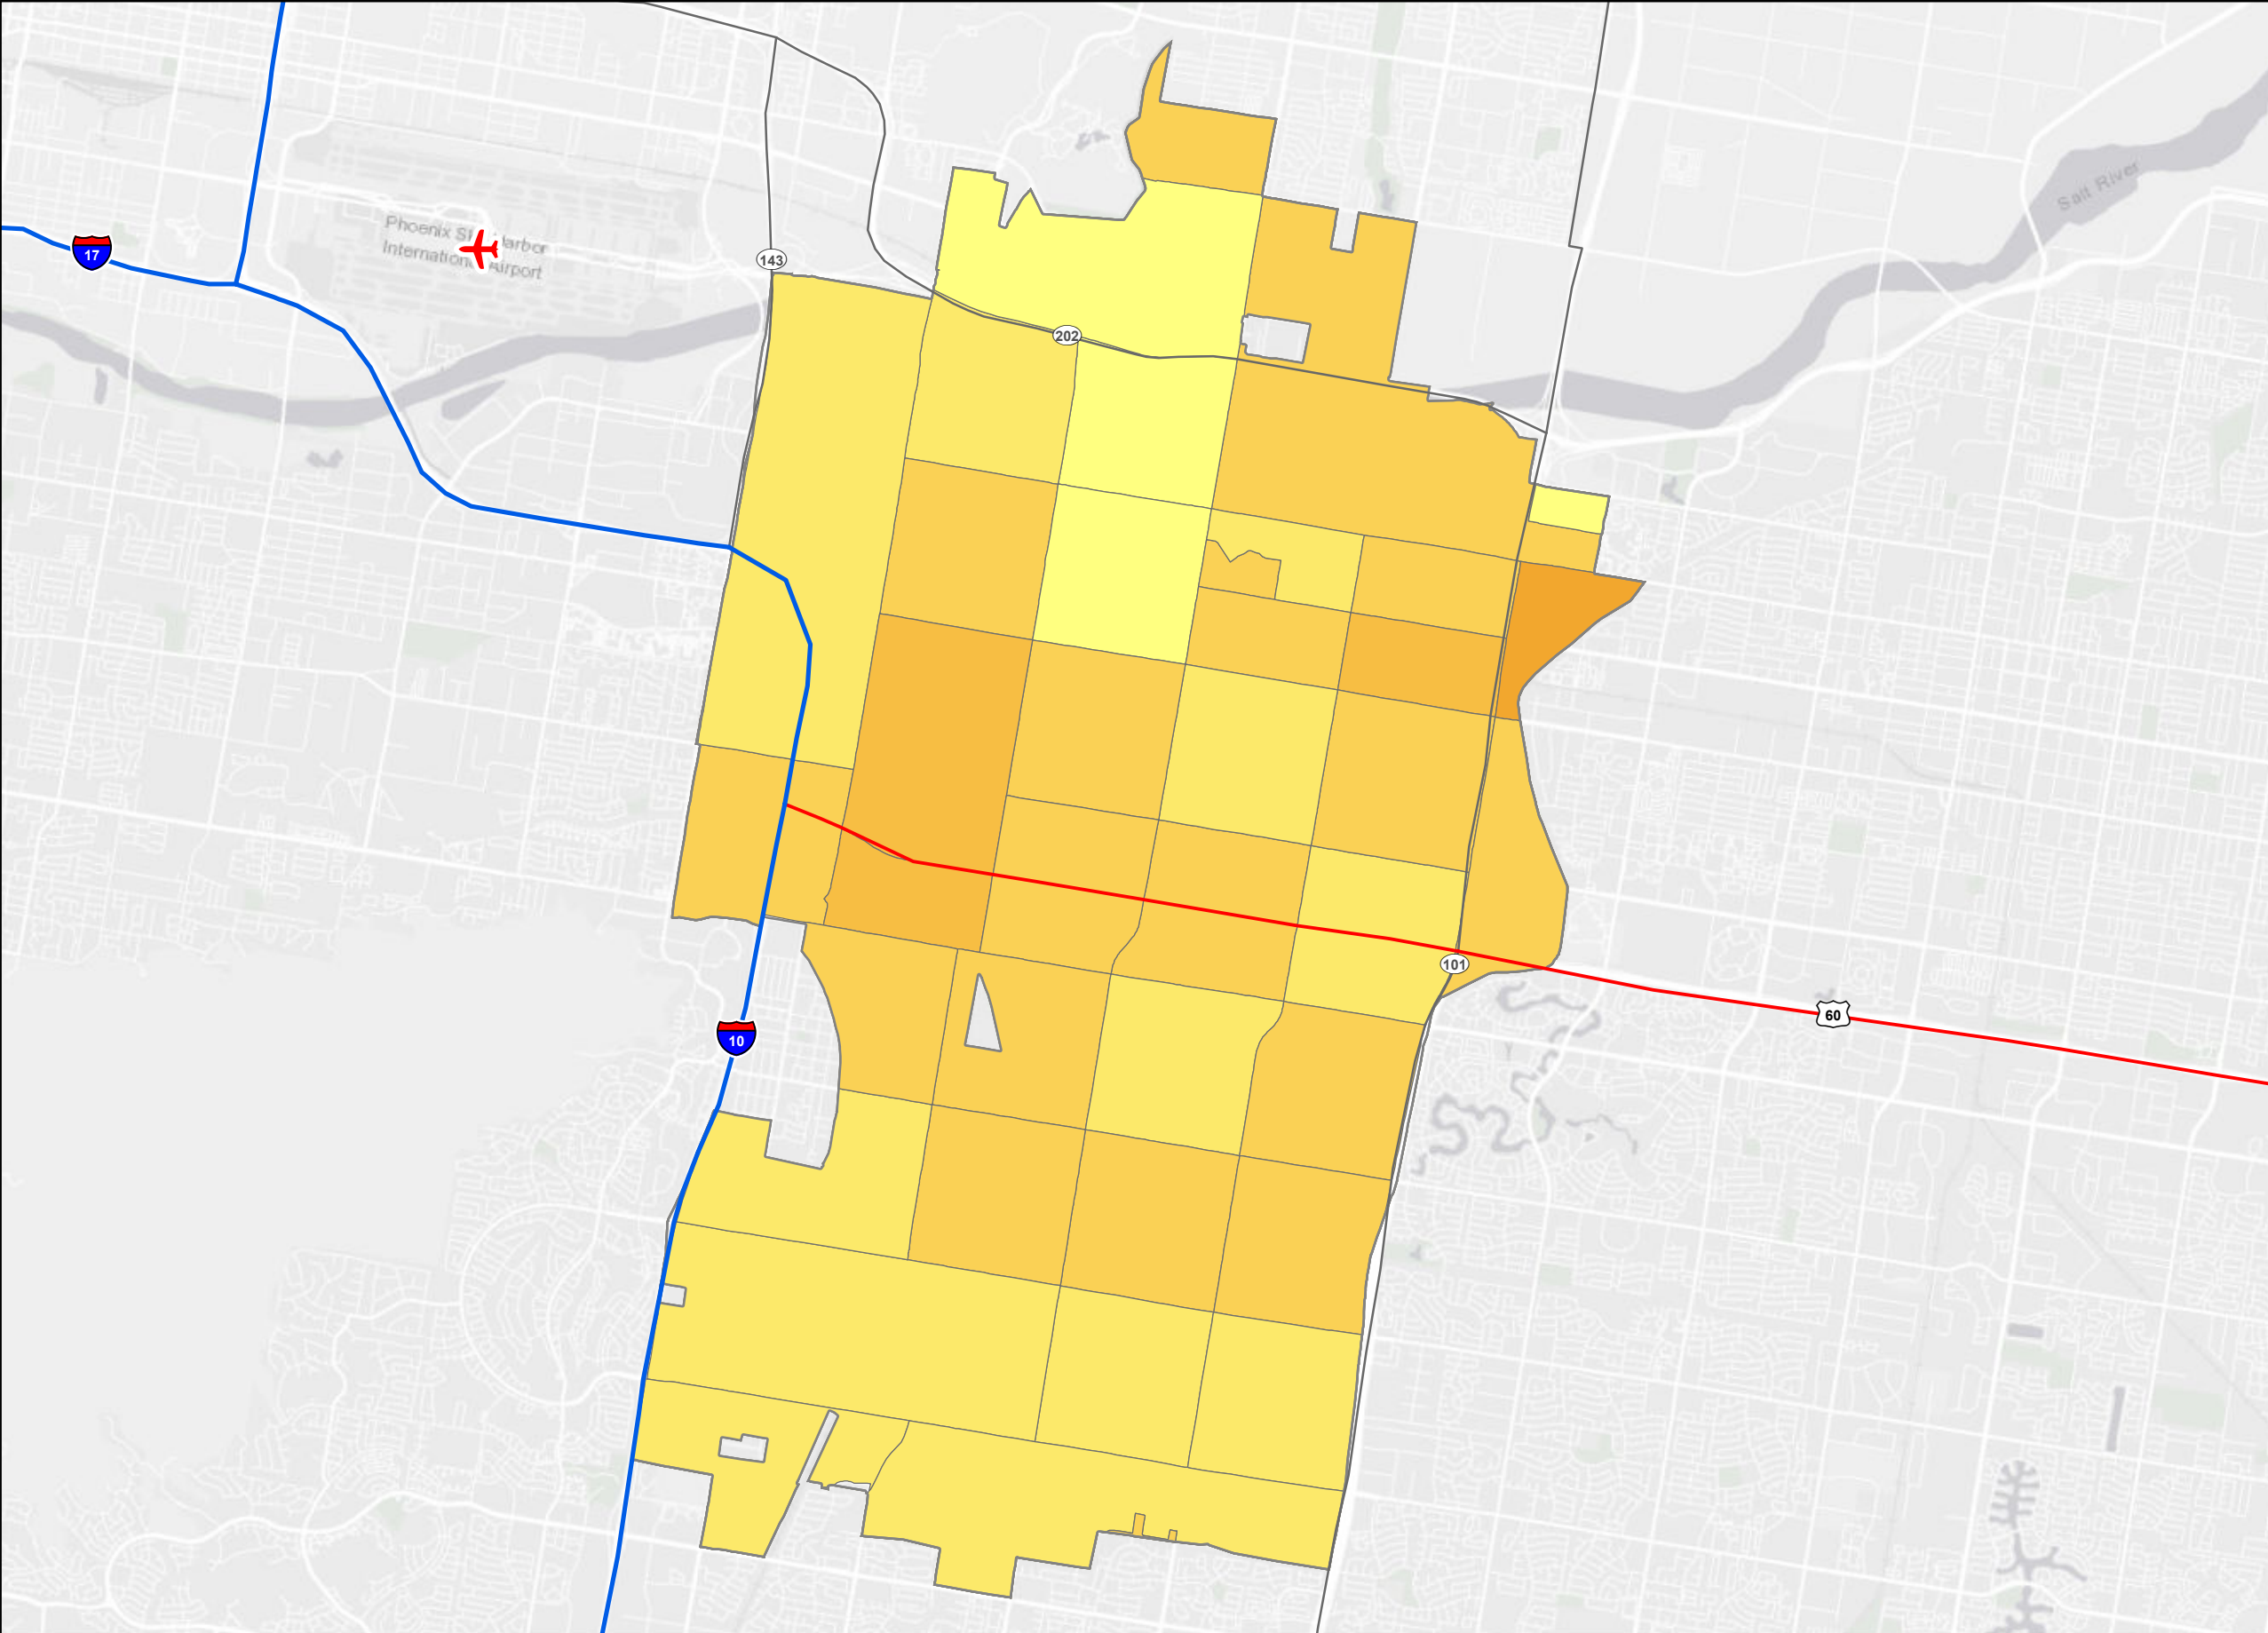 17
Phoenix Sky Harbor
International Airport
143
202
Salt River
101
60
10